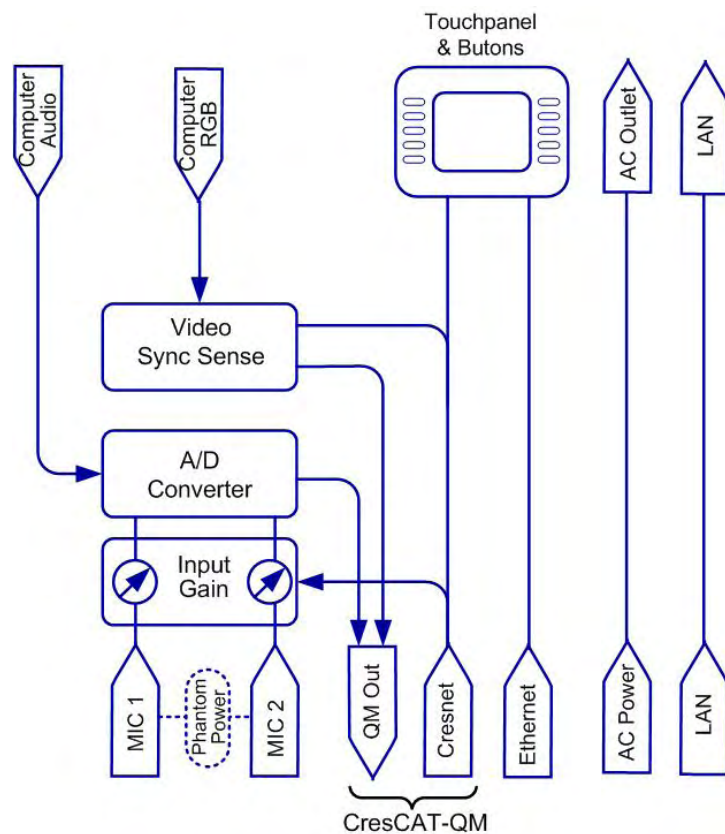 Touchpanel
& Butons
Computer
Audio
Computer
RGB
AC Outlet
LAN
Video
Sync Sense
A/D
Converter
Input
Gain
MIC 1
Phantom
Power
MIC 2
QM Out
Cresnet
Ethernet
AC Power
LAN
CresCAT-QM